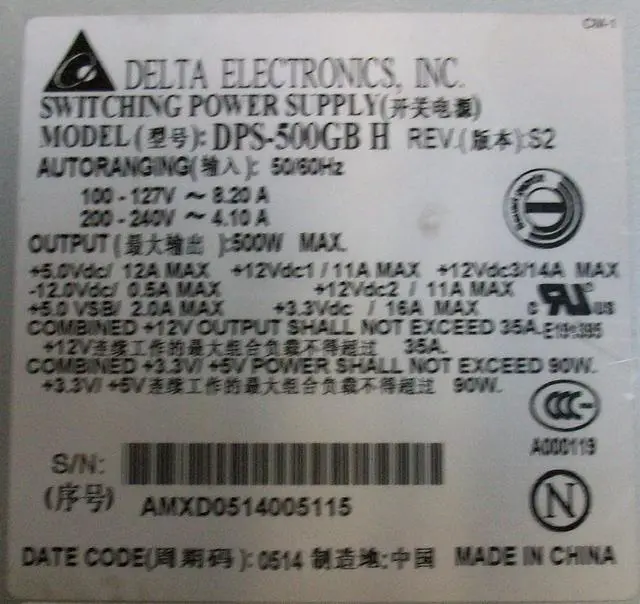 CIM-1
DELTA ELECTRONICS, INC.
SWITCHING POWER SUPPLY(开关电源)
MODEL(型号): DPS-500GB H REV.(版本):S2
AUTORANGING(输入): 50/60Hz
100 - 127V ~ 8.20 A
200 - 240V ~ 4.10 A
OUTPUT (最大输出):500W MAX.
+5.0Vdc/ 12A MAX +12Vdc1/11A MAX +12Vdc3/14A MAX
-12.0Vdc/ 0.5A MAX +12Vdc2 / 11A MAX
+5.0 VSB/ 2.0A MAX +3.3Vdc / 16A MAX
c RU US
COMBINED +12V OUTPUT SHALL NOT EXCEED 35A.
E191395
+12V连续工作的最大组合负载不得超过 35A.
COMBINED +3.3V/ +5V POWER SHALL NOT EXCEED 90W.
+3.3V/ +5V连续工作的最大组合负载不得超过 90W.
CCC
A000119
S/N:
(序号) AMXD0514005115
N
DATE CODE(周期码): 0514 制造地:中国 MADE IN CHINA